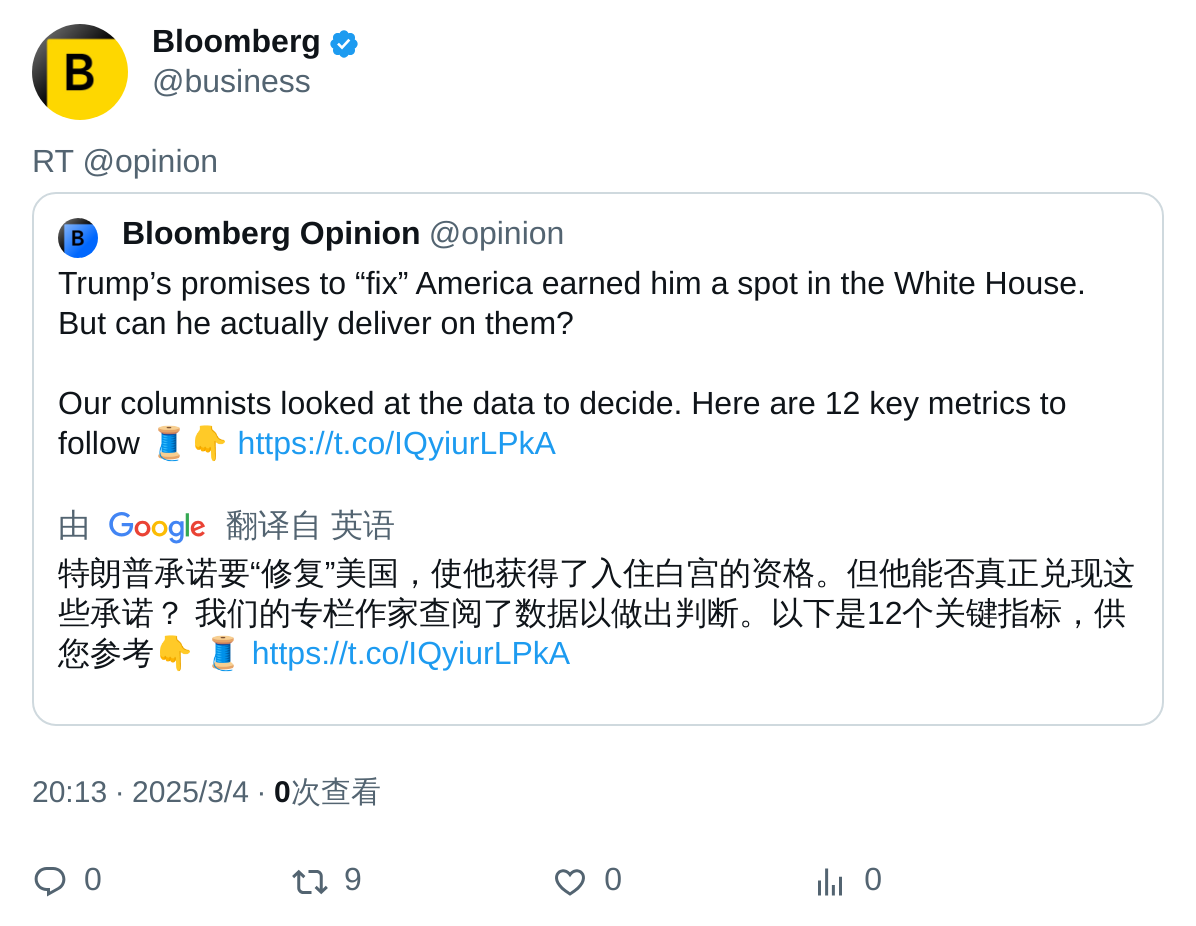 B
Bloomberg
@business
RT @opinion
B
Bloomberg Opinion @opinion
Trump’s promises to “fix” America earned him a spot in the White House.
But can he actually deliver on them?
Our columnists looked at the data to decide. Here are 12 key metrics to
follow 🧵👇 https://t.co/IQyiurLPkA
由 Google 翻译自 英语
特朗普承诺要“修复”美国，使他获得了入住白宫的资格。但他能否真正兑现这
些承诺？ 我们的专栏作家查阅了数据以做出判断。以下是12个关键指标，供
您参考👇 🧵 https://t.co/IQyiurLPkA
20:13 · 2025/3/4 · 0次查看
0 9 0 0